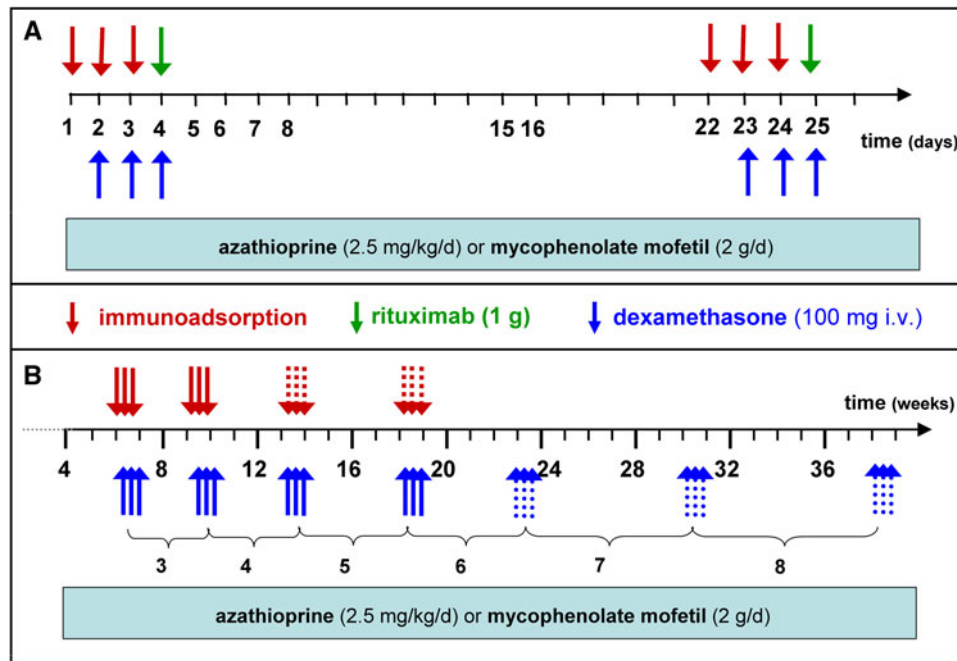 A
1 2 3 4 5 6 7 8 15 16 22 23 24 25
time (days)
azathioprine (2.5 mg/kg/d) or mycophenolate mofetil (2 g/d)
immunoadsorption rituximab (1 g) dexamethasone (100 mg i.v.)
B
time (weeks)
4 8 12 16 20 24 28 32 36
3 4 5 6 7 8
azathioprine (2.5 mg/kg/d) or mycophenolate mofetil (2 g/d)